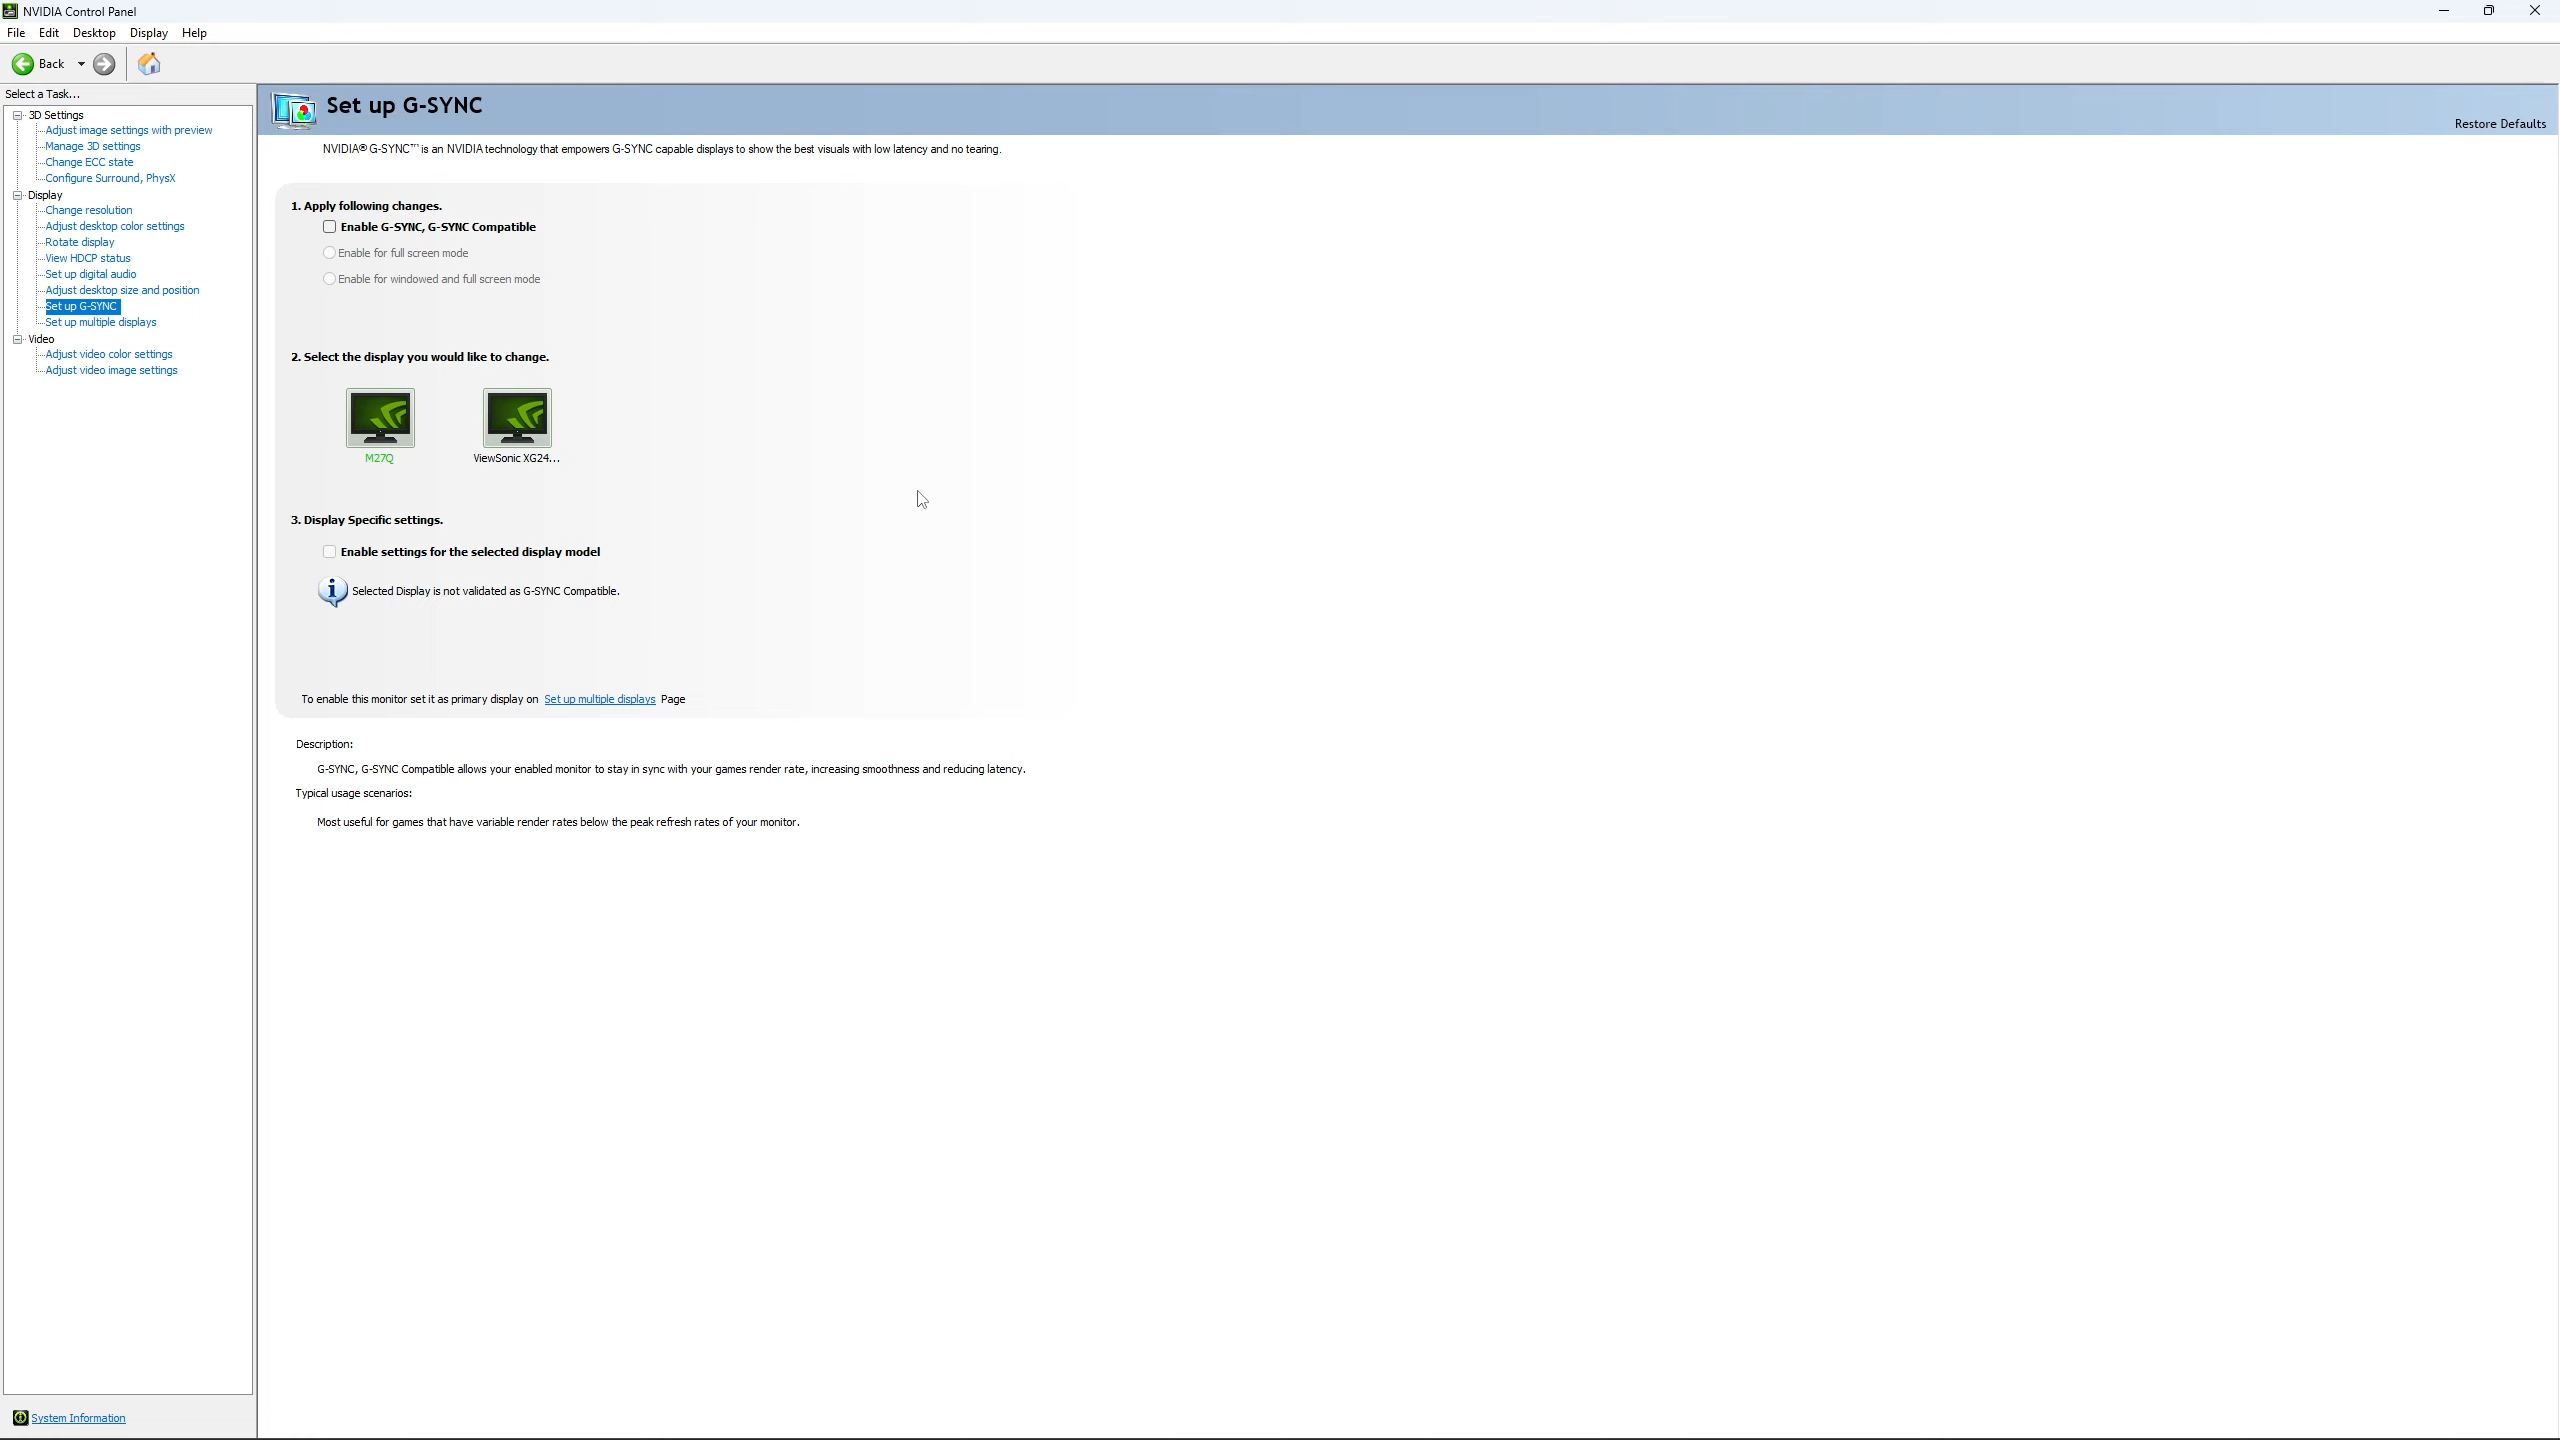 NVIDIA Control Panel
File Edit Desktop Display Help
Back
Select a Task...
3D Settings
Adjust image settings with preview
Manage 3D settings
Change ECC state
Configure Surround, PhysX
Display
Change resolution
Adjust desktop color settings
Rotate display
View HDCP status
Set up digital audio
Adjust desktop size and position
Set up G-SYNC
Set up multiple displays
Video
Adjust video color settings
Adjust video image settings
System Information
Set up G-SYNC
Restore Defaults
NVIDIA® G-SYNC™ is an NVIDIA technology that empowers G-SYNC capable displays to show the best visuals with low latency and no tearing.
1. Apply following changes.
Enable G-SYNC, G-SYNC Compatible
Enable for full screen mode
Enable for windowed and full screen mode
2. Select the display you would like to change.
M27Q ViewSonic XG24...
3. Display Specific settings.
Enable settings for the selected display model
Selected Display is not validated as G-SYNC Compatible.
To enable this monitor set it as primary display on Set up multiple displays Page
Description:
G-SYNC, G-SYNC Compatible allows your enabled monitor to stay in sync with your games render rate, increasing smoothness and reducing latency.
Typical usage scenarios:
Most useful for games that have variable render rates below the peak refresh rates of your monitor.